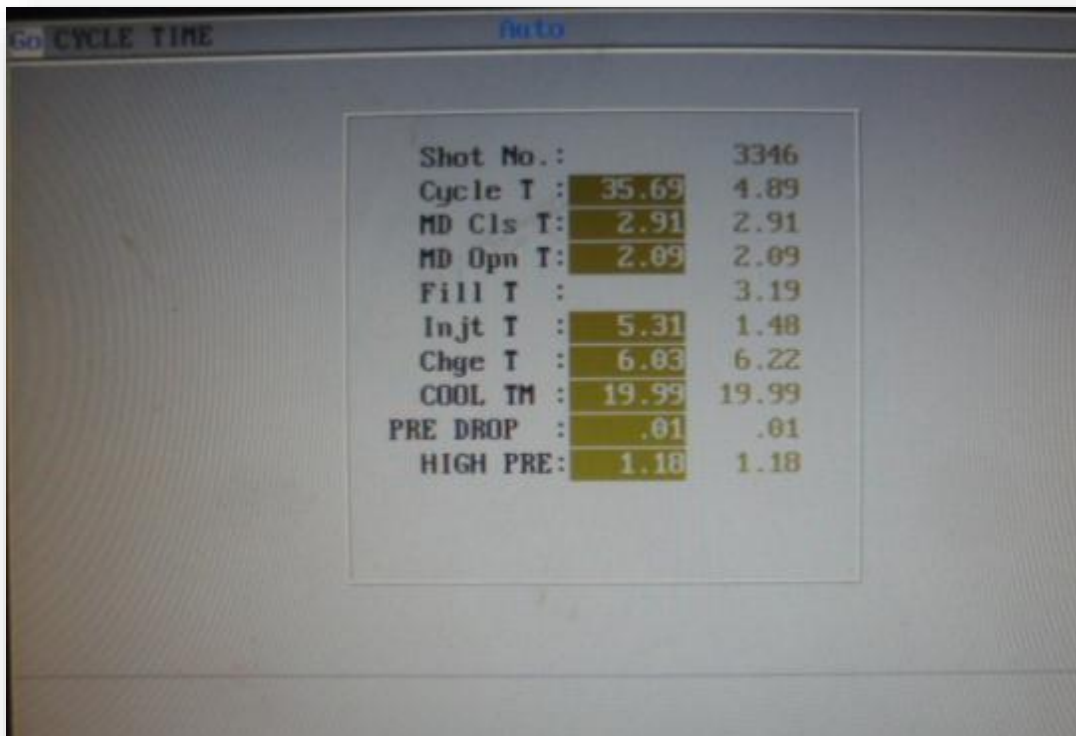 Go CYCLE TIME Auto
Shot No.: 3346
Cycle T : 35.69 4.89
MD Cls T: 2.91 2.91
MD Opn T: 2.09 2.09
Fill T : 3.19
Injt T : 5.31 1.48
Chge T : 6.03 6.22
COOL TM : 19.99 19.99
PRE DROP : .01 .01
HIGH PRE: 1.18 1.18